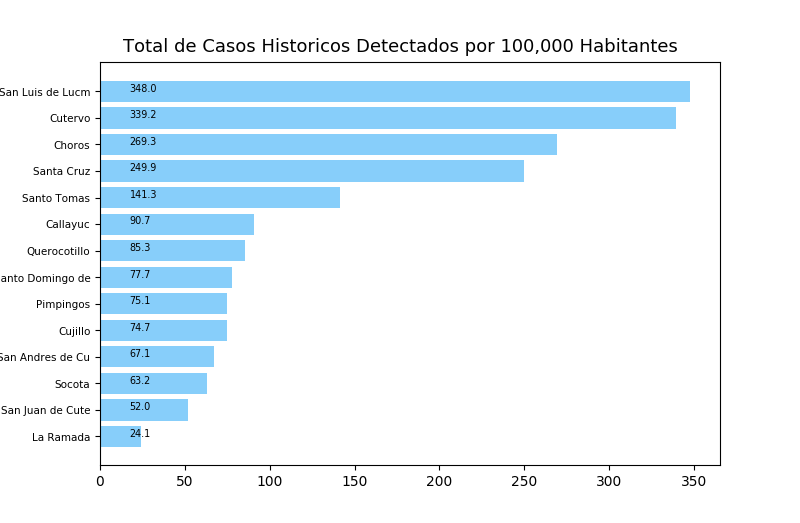 Total de Casos Historicos Detectados por 100,000 Habitantes
San Luis de Lucm 348.0
Cutervo 339.2
Choros 269.3
Santa Cruz 249.9
Santo Tomas 141.3
Callayuc 90.7
Querocotillo 85.3
anto Domingo de 77.7
Pimpingos 75.1
Cujillo 74.7
San Andres de Cu 67.1
Socota 63.2
San Juan de Cute 52.0
La Ramada 24.1
0 50 100 150 200 250 300 350